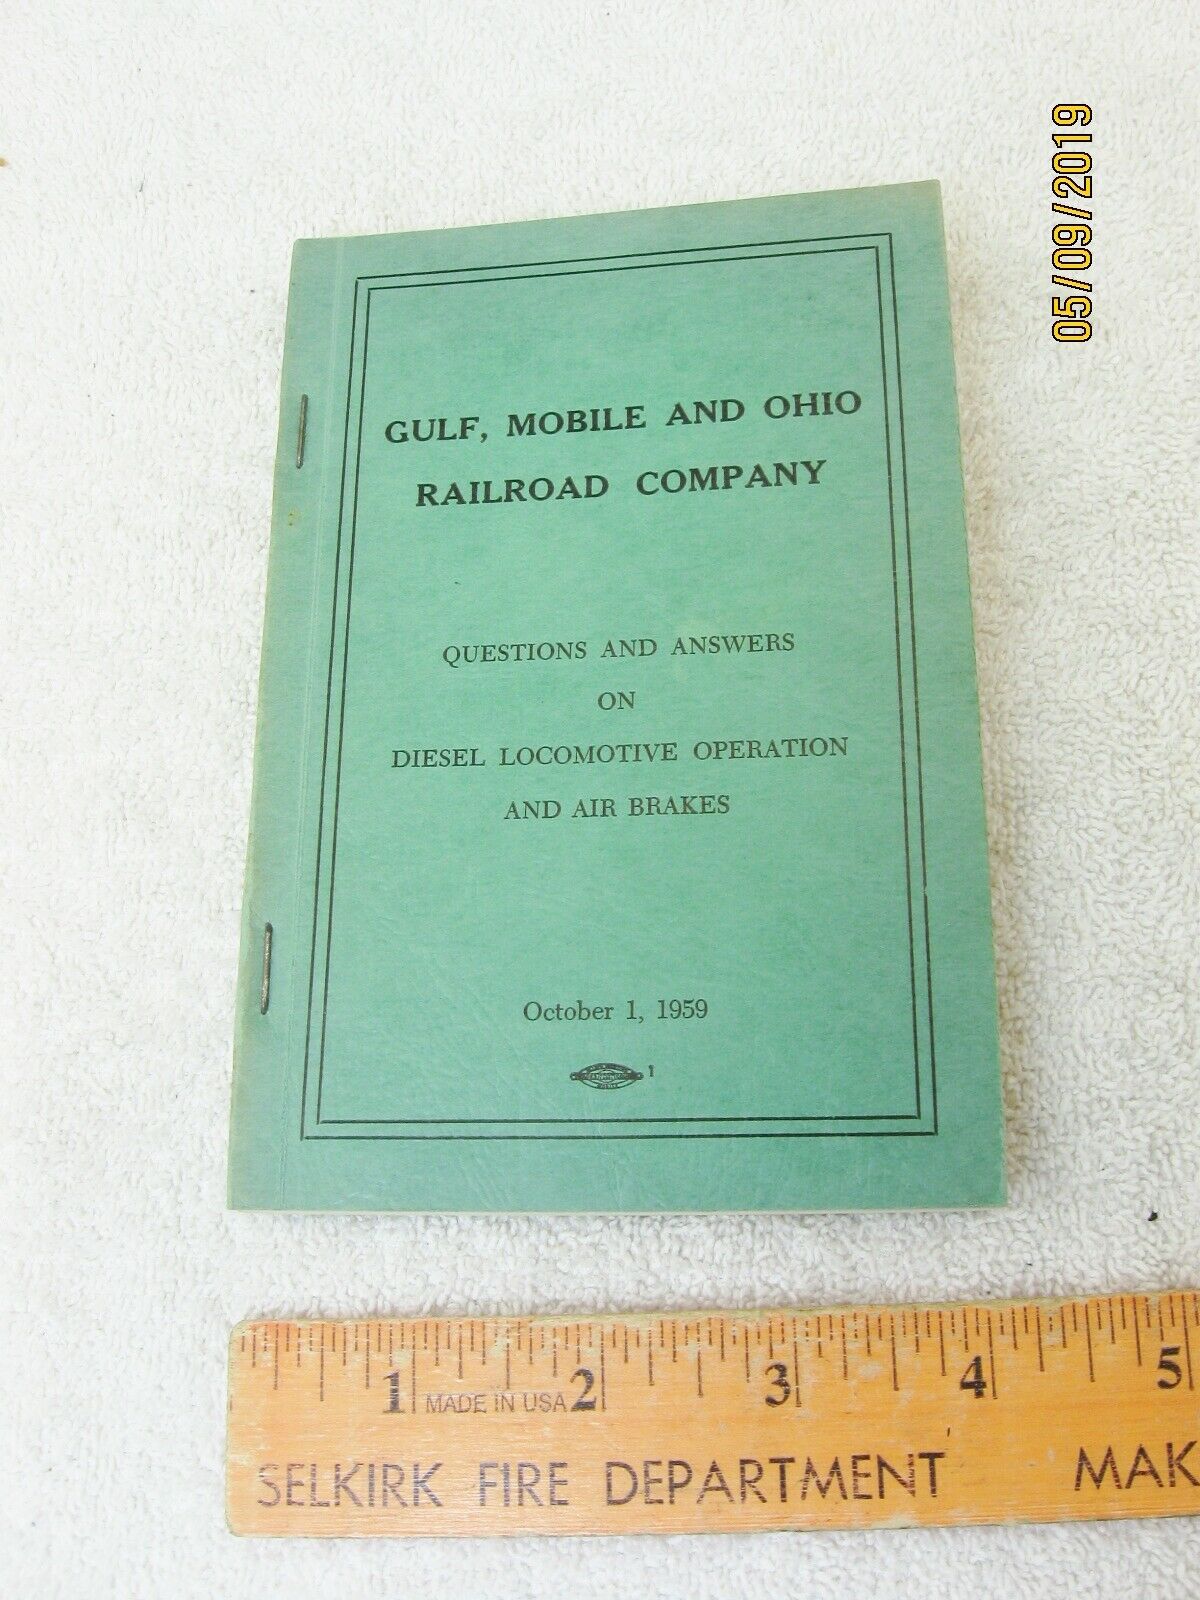 05/09/2019
GULF, MOBILE AND OHIO
RAILROAD COMPANY
QUESTIONS AND ANSWERS
ON
DIESEL LOCOMOTIVE OPERATION
AND AIR BRAKES
October 1, 1959
1
1 2 3 4 5
MADE IN USA
SELKIRK FIRE DEPARTMENT MAK